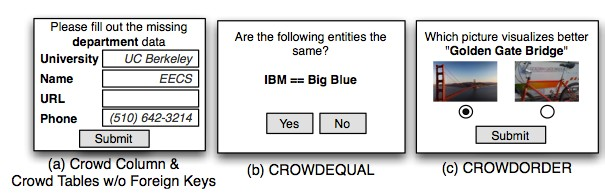 Please fill out the missing
department data
University UC Berkeley
Name EECS
URL
Phone (510) 642-3214
Submit
(a) Crowd Column &
Crowd Tables w/o Foreign Keys
Are the following entities the
same?
IBM == Big Blue
Yes No
(b) CROWDEQUAL
Which picture visualizes better
"Golden Gate Bridge"
Submit
(c) CROWDORDER